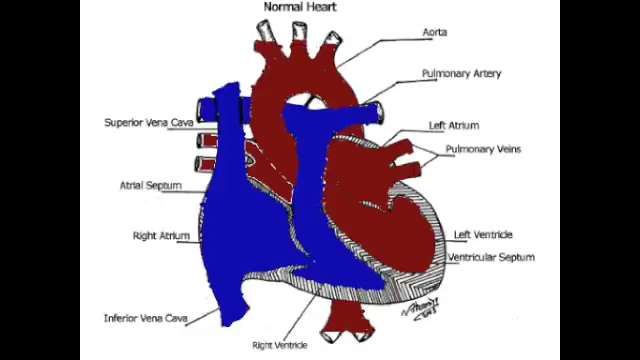 Normal Heart
Aorta
Pulmonary Artery
Superior Vena Cava
Left Atrium
Pulmonary Veins
Atrial Septum
Right Atrium
Left Ventricle
Ventricular Septum
Inferior Vena Cava
Right Ventricle